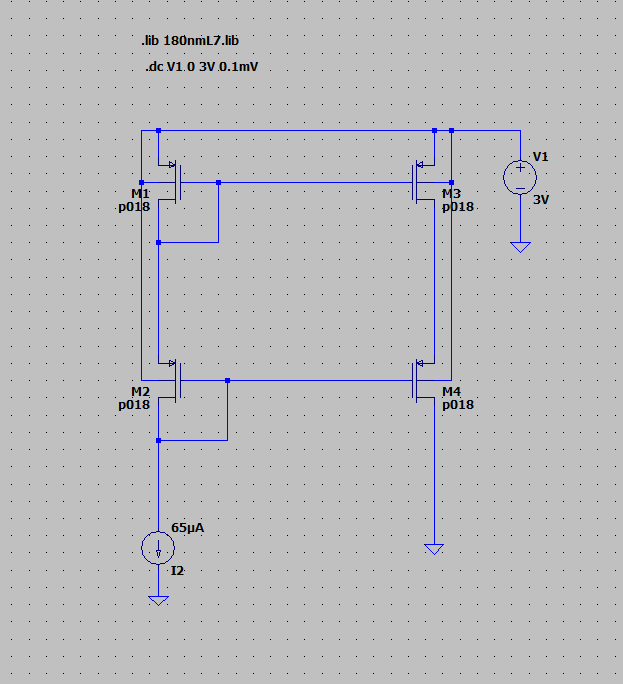 .lib 180nmL7.lib
.dc V1 0 3V 0.1mV
V1
3V
M1
p018
M3
p018
M2
p018
M4
p018
65µA
I2